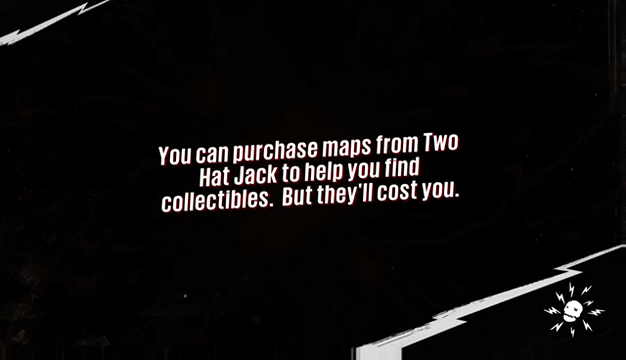 You can purchase maps from Two
Hat Jack to help you find
collectibles.  But they'll cost you.